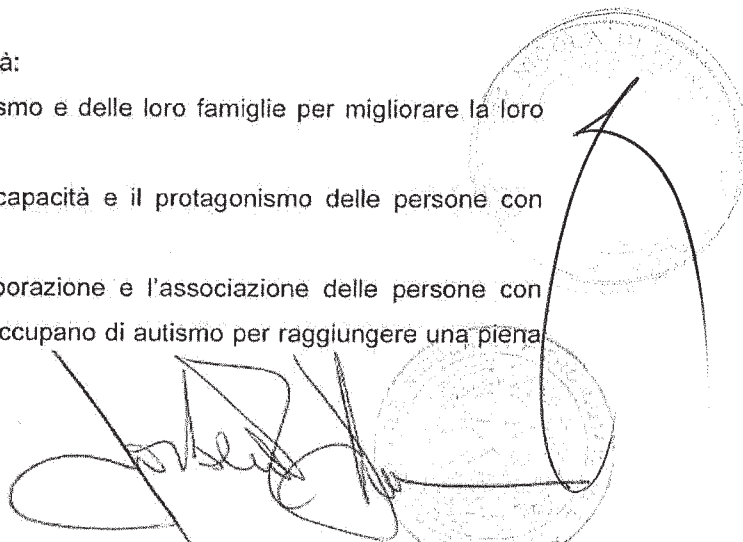 à:
smo e delle loro famiglie per migliorare la loro
capacità e il protagonismo delle persone con
borazione e l'associazione delle persone con
occupano di autismo per raggiungere una piena